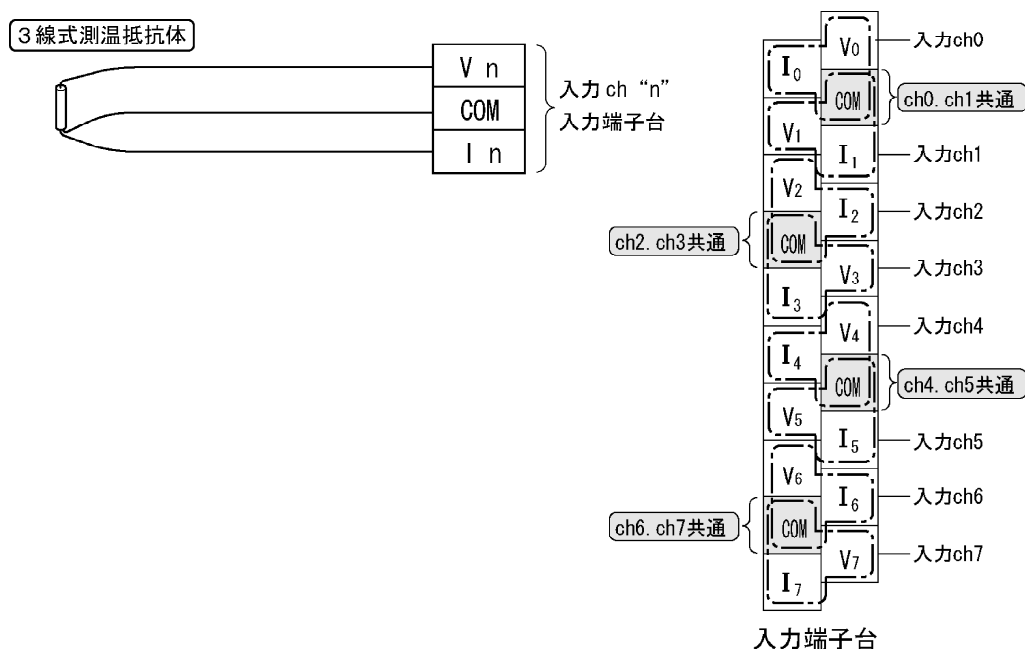 3線式測温抵抗体
V n
COM
I n
入力 ch “n”
入力端子台
V0 入力ch0
I0
COM ch0. ch1共通
V1
I1 入力ch1
V2
I2 入力ch2
ch2. ch3共通 COM
V3 入力ch3
I3
V4 入力ch4
I4
COM ch4. ch5共通
V5
I5 入力ch5
V6
I6 入力ch6
ch6. ch7共通 COM
V7 入力ch7
I7
入力端子台